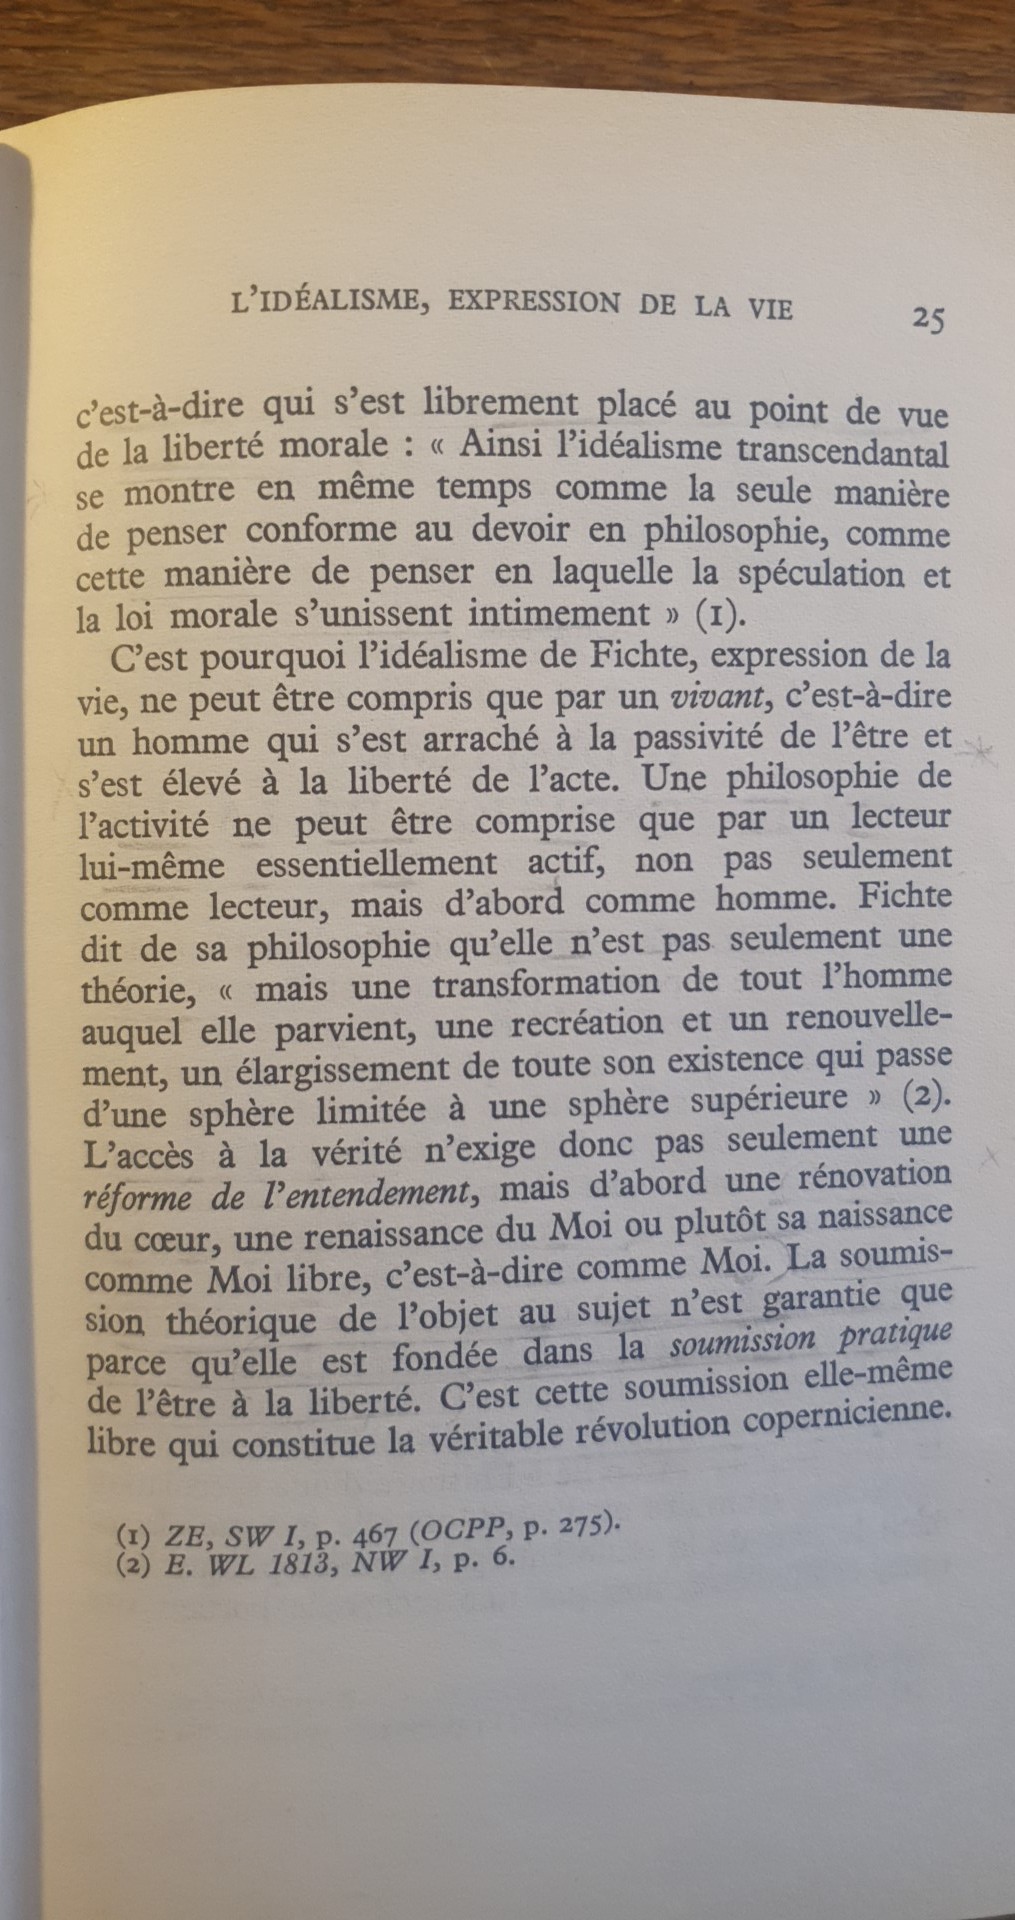 L'IDÉALISME, EXPRESSION DE LA VIE 25
c'est-à-dire qui s'est librement placé au point de vue
de la liberté morale : « Ainsi l'idéalisme transcendantal
se montre en même temps comme la seule manière
de penser conforme au devoir en philosophie, comme
cette manière de penser en laquelle la spéculation et
la loi morale s'unissent intimement » (1).
C'est pourquoi l'idéalisme de Fichte, expression de la
vie, ne peut être compris que par un vivant, c'est-à-dire
un homme qui s'est arraché à la passivité de l'être et
s'est élevé à la liberté de l'acte. Une philosophie de
l'activité ne peut être comprise que par un lecteur
lui-même essentiellement actif, non pas seulement
comme lecteur, mais d'abord comme homme. Fichte
dit de sa philosophie qu'elle n'est pas seulement une
théorie, « mais une transformation de tout l'homme
auquel elle parvient, une recréation et un renouvelle-
ment, un élargissement de toute son existence qui passe
d'une sphère limitée à une sphère supérieure » (2).
L'accès à la vérité n'exige donc pas seulement une
réforme de l'entendement, mais d'abord une rénovation
du cœur, une renaissance du Moi ou plutôt sa naissance
comme Moi libre, c'est-à-dire comme Moi. La soumis-
sion théorique de l'objet au sujet n'est garantie que
parce qu'elle est fondée dans la soumission pratique
de l'être à la liberté. C'est cette soumission elle-même
libre qui constitue la véritable révolution copernicienne.
(1) ZE, SW I, p. 467 (OCPP, p. 275).
(2) E. WL 1813, NW I, p. 6.